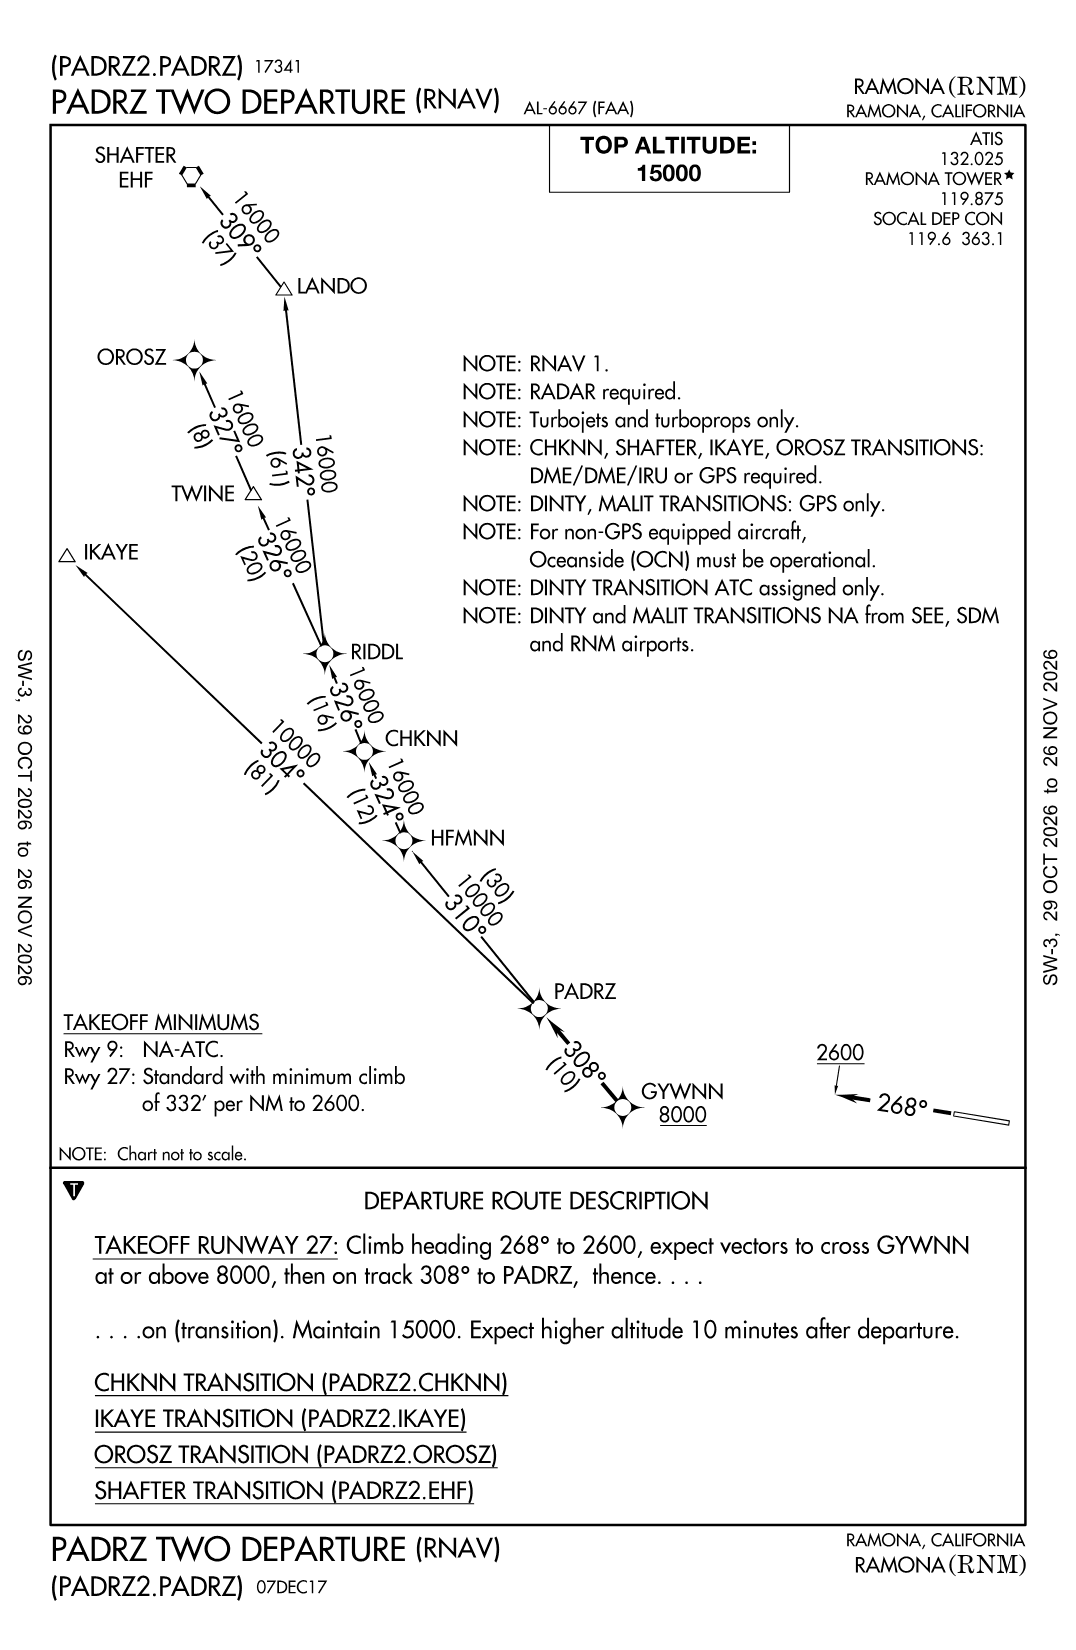 (PADRZ2.PADRZ) 17341
PADRZ TWO DEPARTURE (RNAV) AL-6667 (FAA)
RAMONA (RNM)
RAMONA, CALIFORNIA
TOP ALTITUDE:
15000
ATIS
132.025
RAMONA TOWER★
119.875
SOCAL DEP CON
119.6 363.1
SHAFTER
EHF
16000
309°
(37)
LANDO
OROSZ
16000
327°
(8)
16000
342°
(61)
TWINE
16000
326°
(20)
IKAYE
RIDDL
16000
326°
(16)
CHKNN
10000
304°
(81)
16000
324°
(12)
HFMNN
(30)
10000
310°
PADRZ
308°
(10)
GYWNN
8000
2600
268°
NOTE: RNAV 1.
NOTE: RADAR required.
NOTE: Turbojets and turboprops only.
NOTE: CHKNN, SHAFTER, IKAYE, OROSZ TRANSITIONS:
DME/DME/IRU or GPS required.
NOTE: DINTY, MALIT TRANSITIONS: GPS only.
NOTE: For non-GPS equipped aircraft,
Oceanside (OCN) must be operational.
NOTE: DINTY TRANSITION ATC assigned only.
NOTE: DINTY and MALIT TRANSITIONS NA from SEE, SDM
and RNM airports.
SW-3, 29 OCT 2026 to 26 NOV 2026
SW-3, 29 OCT 2026 to 26 NOV 2026
TAKEOFF MINIMUMS
Rwy 9: NA-ATC.
Rwy 27: Standard with minimum climb
of 332' per NM to 2600.
NOTE: Chart not to scale.
T
DEPARTURE ROUTE DESCRIPTION
TAKEOFF RUNWAY 27: Climb heading 268° to 2600, expect vectors to cross GYWNN
at or above 8000, then on track 308° to PADRZ, thence. . . .
. . . .on (transition). Maintain 15000. Expect higher altitude 10 minutes after departure.
CHKNN TRANSITION (PADRZ2.CHKNN)
IKAYE TRANSITION (PADRZ2.IKAYE)
OROSZ TRANSITION (PADRZ2.OROSZ)
SHAFTER TRANSITION (PADRZ2.EHF)
PADRZ TWO DEPARTURE (RNAV)
(PADRZ2.PADRZ) 07DEC17
RAMONA, CALIFORNIA
RAMONA (RNM)